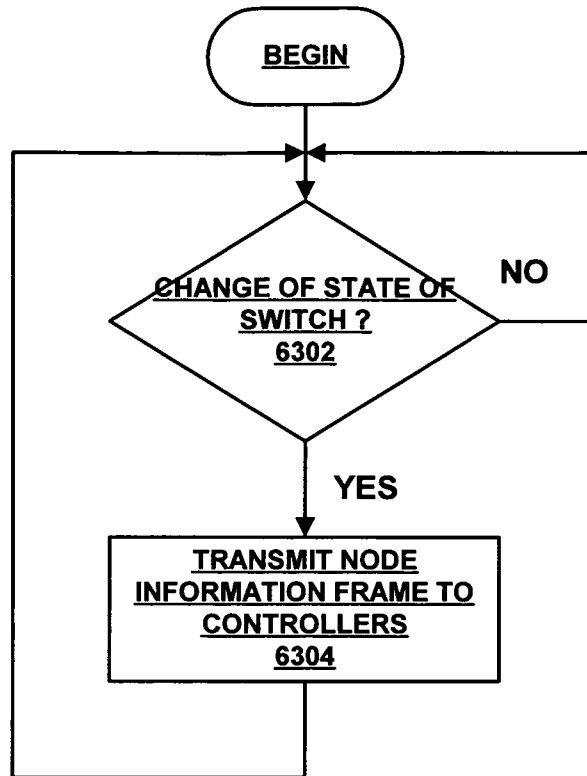 BEGIN
CHANGE OF STATE OF
SWITCH ?
6302
NO
YES
TRANSMIT NODE
INFORMATION FRAME TO
CONTROLLERS
6304